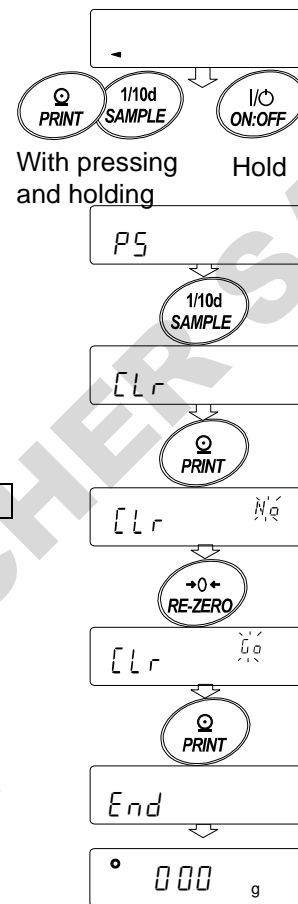 1/10d I/
PRINT SAMPLE ON:OFF
With pressing Hold
and holding
PS
1/10d
SAMPLE
CLr
PRINT
CLr No
→0←
RE-ZERO
CLr Go
PRINT
End
000 g